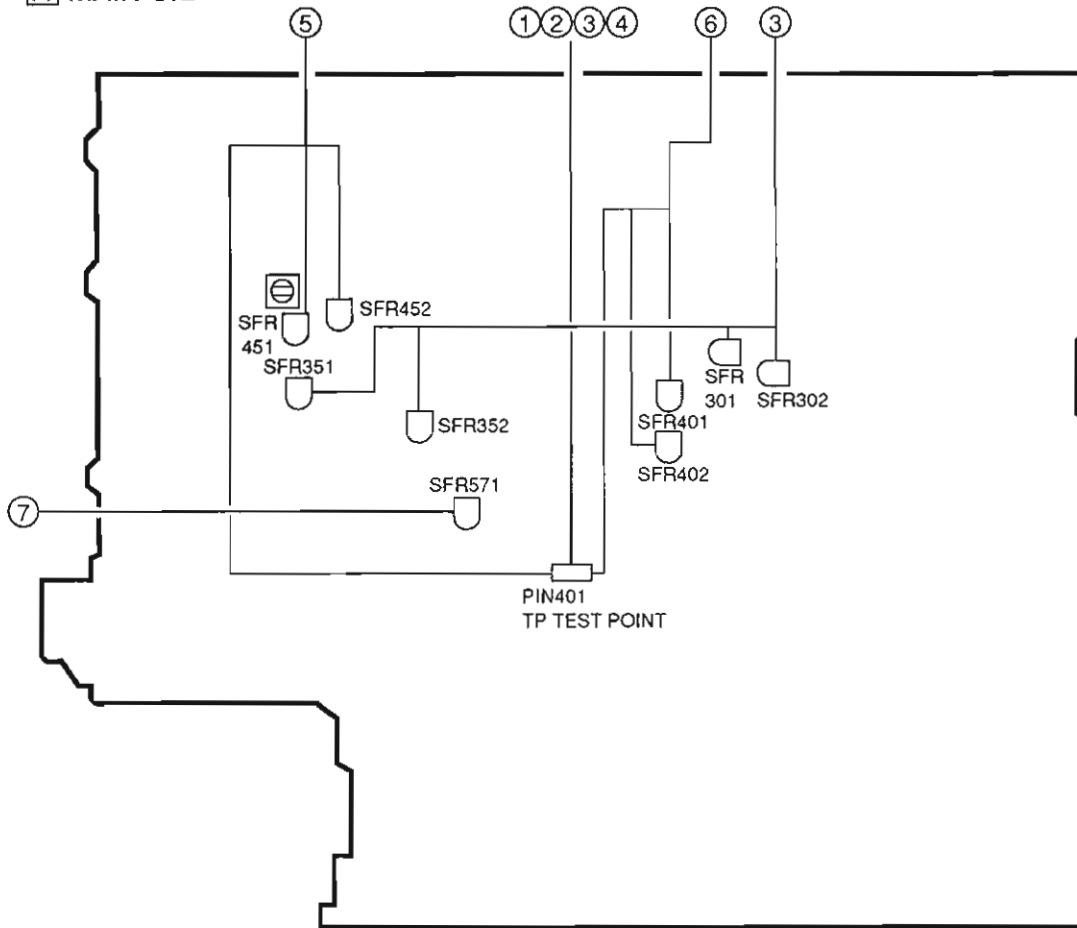 ⑤ ①②③④ ⑥ ③
SFR452
SFR
451
SFR351
SFR
301
SFR302
SFR352
SFR401
SFR402
SFR571
⑦
PIN401
TP TEST POINT